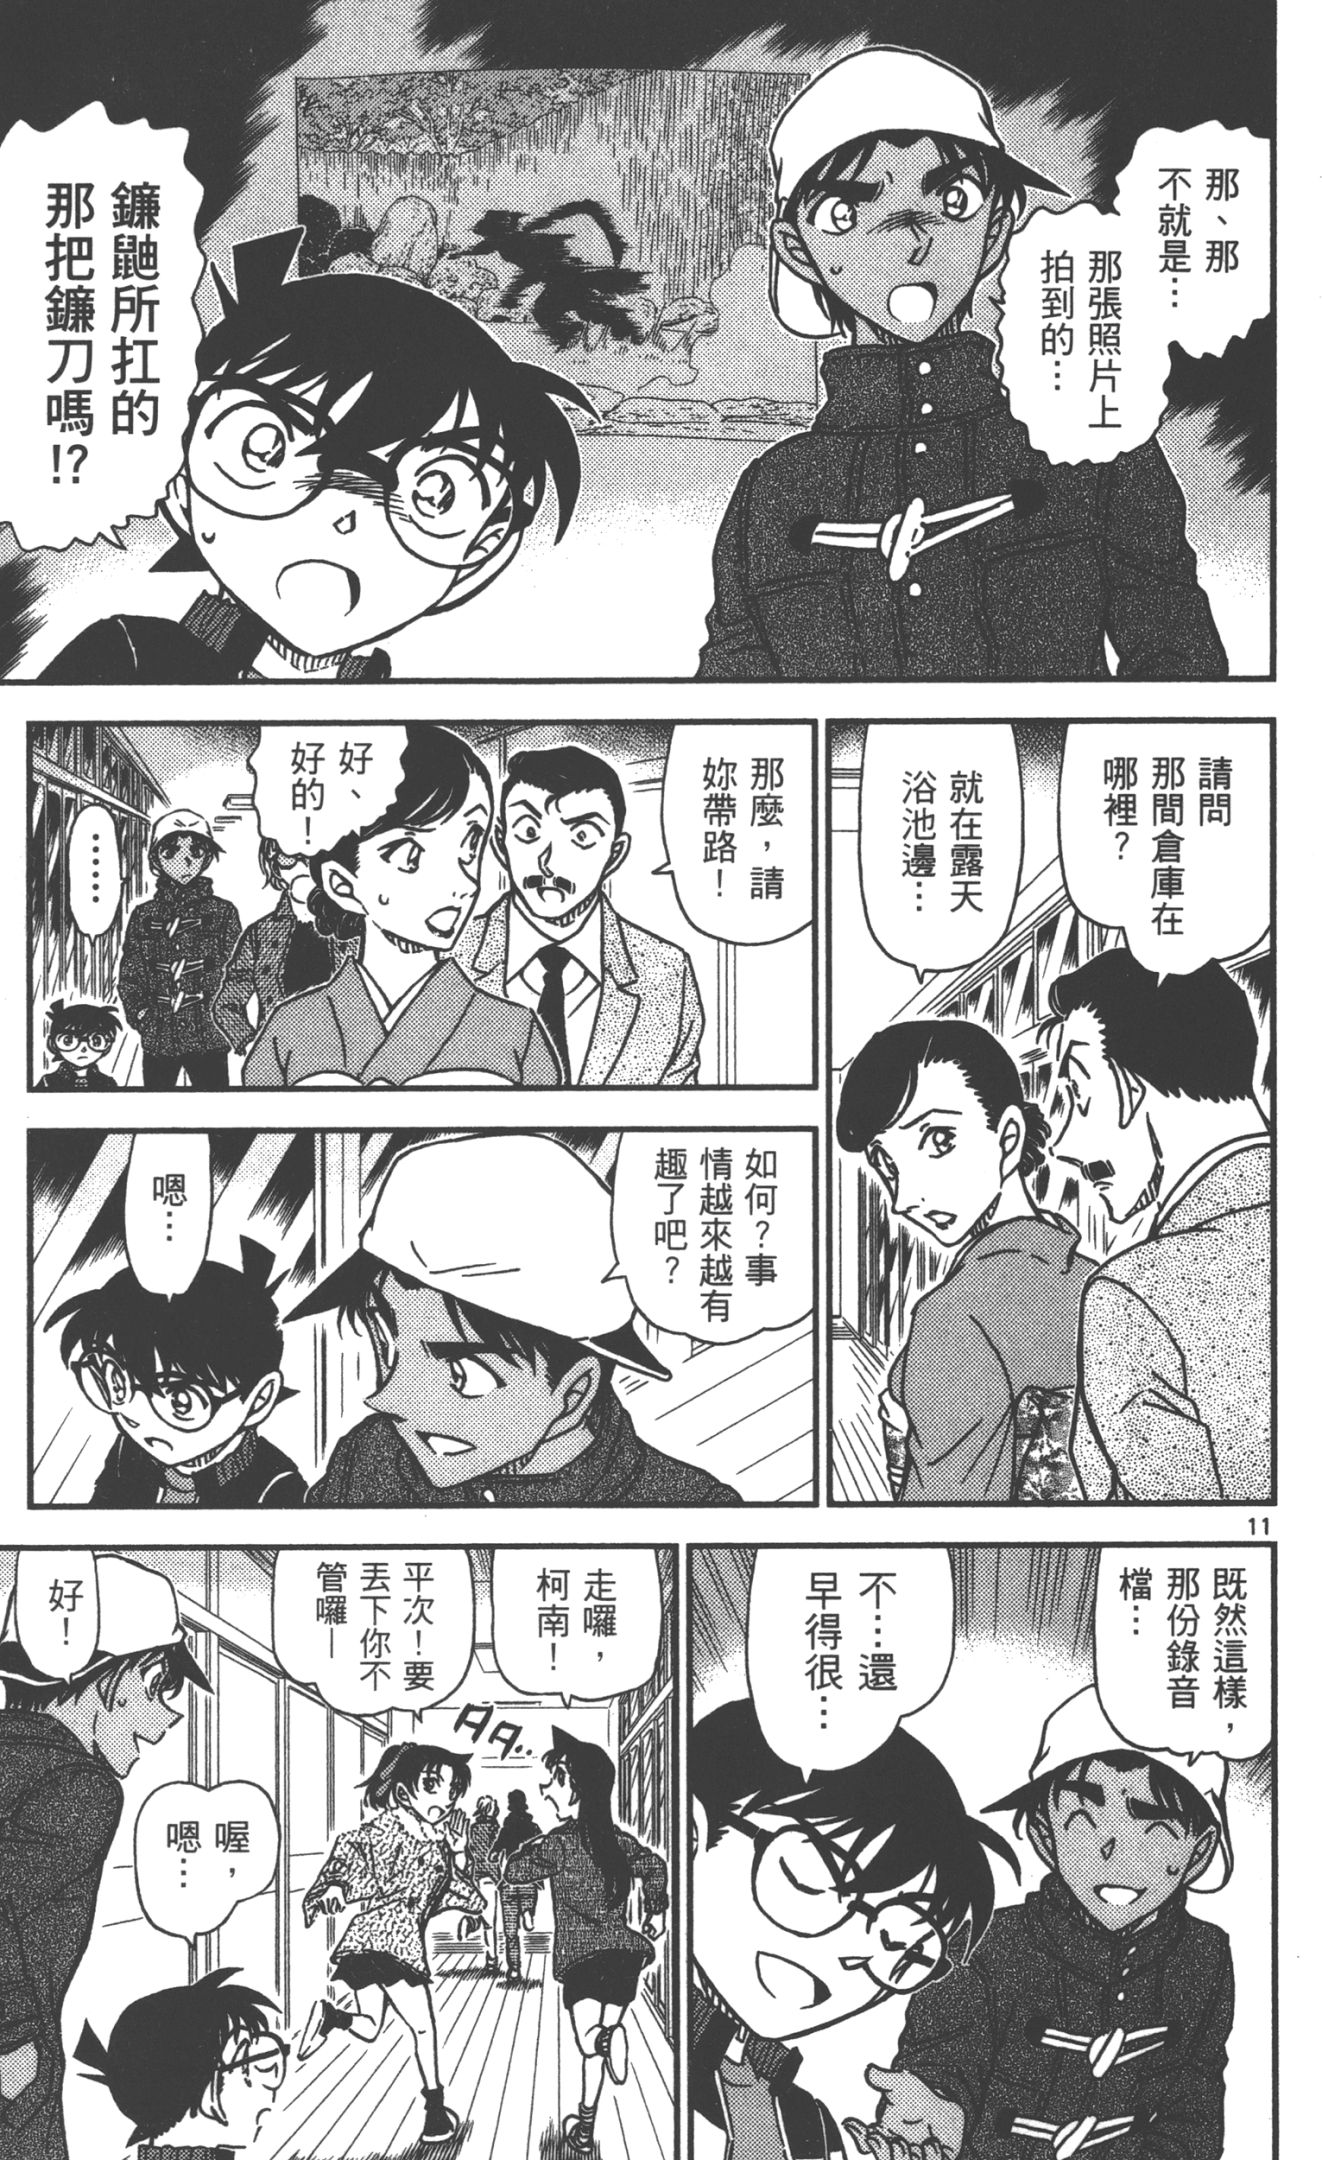 那、那
不就是…
那張照片上
拍到的…
鐮鼬所扛的
那把鐮刀嗎!?
請問
那間倉庫在
哪裡？
就在露天
浴池邊…
那麼，請
妳帶路！
好、
好的！
……
如何？事
情越來越有
趣了吧？
嗯…
11
既然這樣，
那份錄音
檔…
不…還
早得很…
走囉，
柯南！
平次！要
丟下你不
管囉—
好！
喔，
嗯…